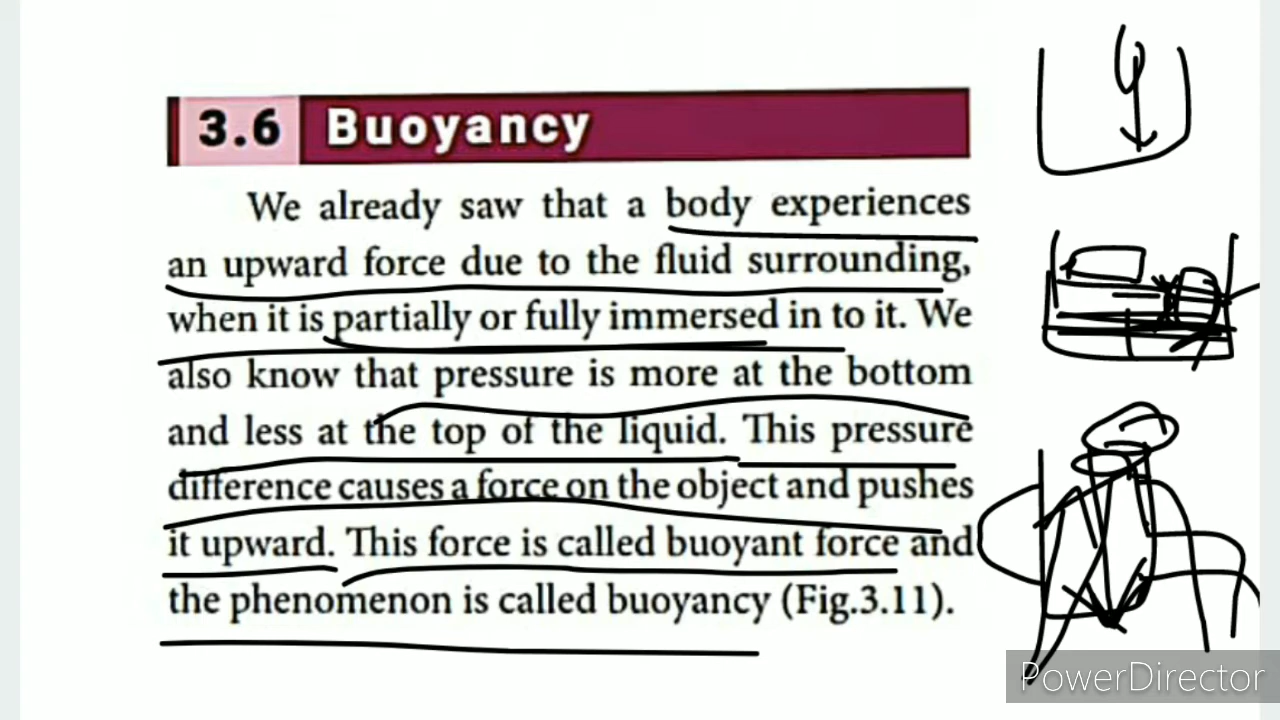 3.6 Buoyancy
We already saw that a body experiences
an upward force due to the fluid surrounding,
when it is partially or fully immersed in to it. We
also know that pressure is more at the bottom
and less at the top of the liquid. This pressure
difference causes a force on the object and pushes
it upward. This force is called buoyant force and
the phenomenon is called buoyancy (Fig.3.11).
PowerDirector